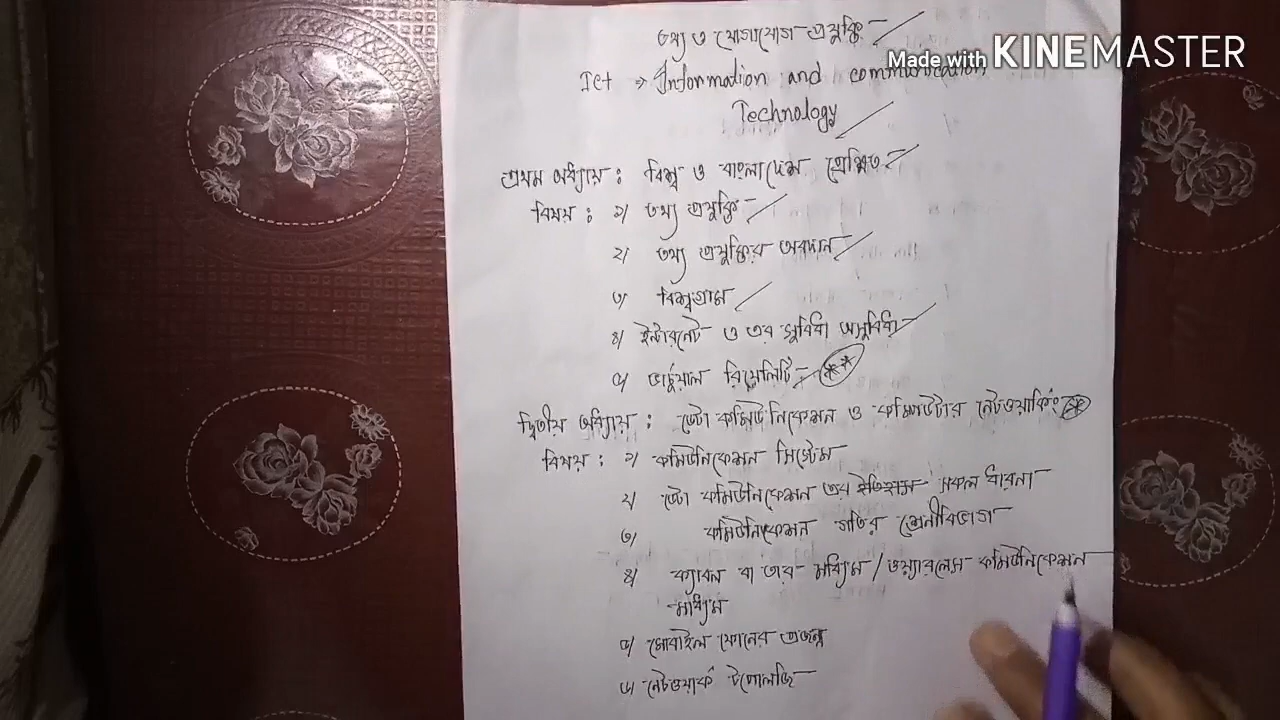 তথ্য ও যোগাযোগ প্রযুক্তি
Made with KINEMASTER
Ict → Information and communication
Technology
প্রথম অধ্যায় : বিশ্ব ও বাংলাদেশ প্রেক্ষিত
বিষয় : ১/ তথ্য প্রযুক্তি
২/ তথ্য প্রযুক্তির অবদান
৩/ বিশ্বগ্রাম
৪/ ইন্টারনেট ও তর সুবিধা অসুবিধা
৫/ ভার্চুয়াল রিয়েলিটি
দ্বিতীয় অধ্যায় : ডেটা কমিউনিকেশন ও কম্পিউটার নেটওয়ার্কিং
বিষয় : ১/ কমিউনিকেশন সিস্টেম
২/ ডেটা কমিউনিকেশন এর ইতিহাস সকল ধারনা
৩/ কমিউনিকেশন গতির শ্রেনীবিভাগ
৪/ ক্যাবল বা তার মাধ্যম / ওয়্যারলেস কমিউনিকেশন
মাধ্যম
৫/ মোবাইল ফোনের প্রজন্ম
৬/ নেটওয়ার্ক টপোলজি